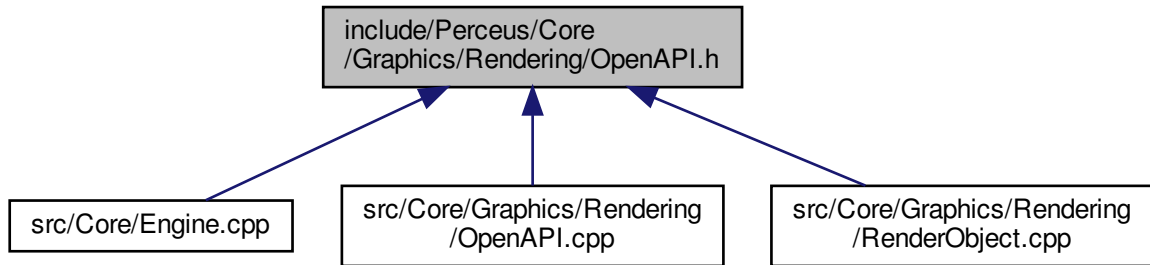 include/Perceus/Core
/Graphics/Rendering/OpenAPI.h
src/Core/Engine.cpp
src/Core/Graphics/Rendering
/OpenAPI.cpp
src/Core/Graphics/Rendering
/RenderObject.cpp